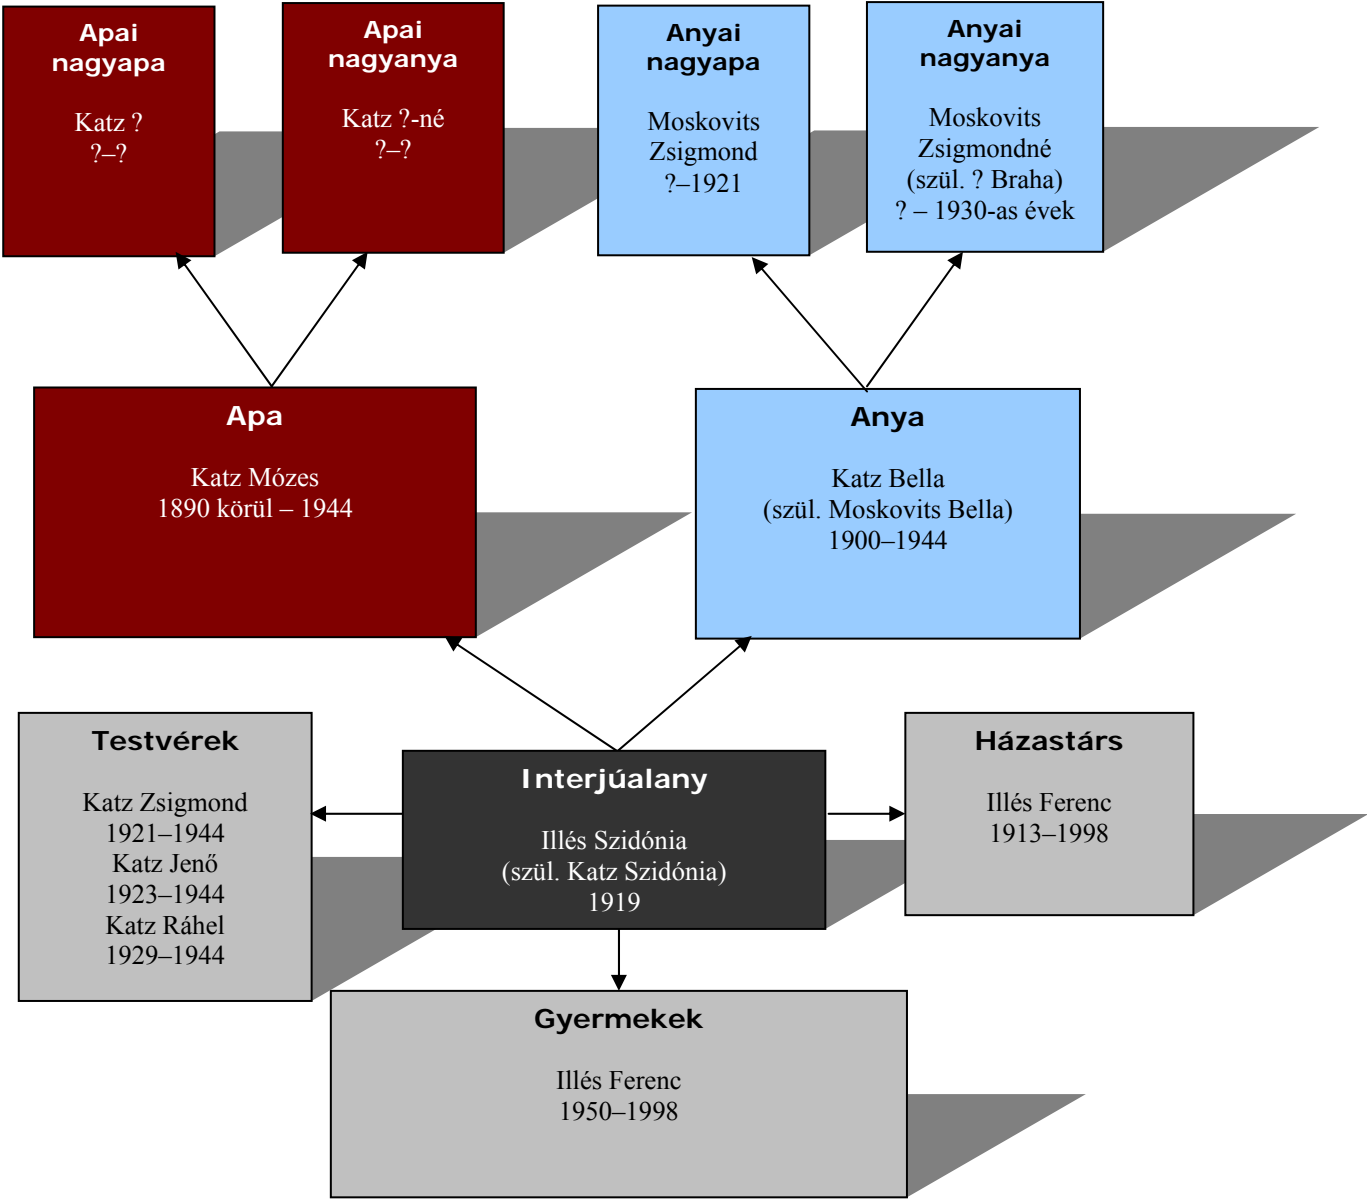 Apai
nagyapa
Katz ?
?–?
Apai
nagyanya
Katz ?-né
?–?
Anyai
nagyapa
Moskovits
Zsigmond
?–1921
Anyai
nagyanya
Moskovits
Zsigmondné
(szül. ? Braha)
? – 1930-as évek
Apa
Katz Mózes
1890 körül – 1944
Anya
Katz Bella
(szül. Moskovits Bella)
1900–1944
Testvérek
Katz Zsigmond
1921–1944
Katz Jenő
1923–1944
Katz Ráhel
1929–1944
Interjúalany
Illés Szidónia
(szül. Katz Szidónia)
1919
Házastárs
Illés Ferenc
1913–1998
Gyermekek
Illés Ferenc
1950–1998